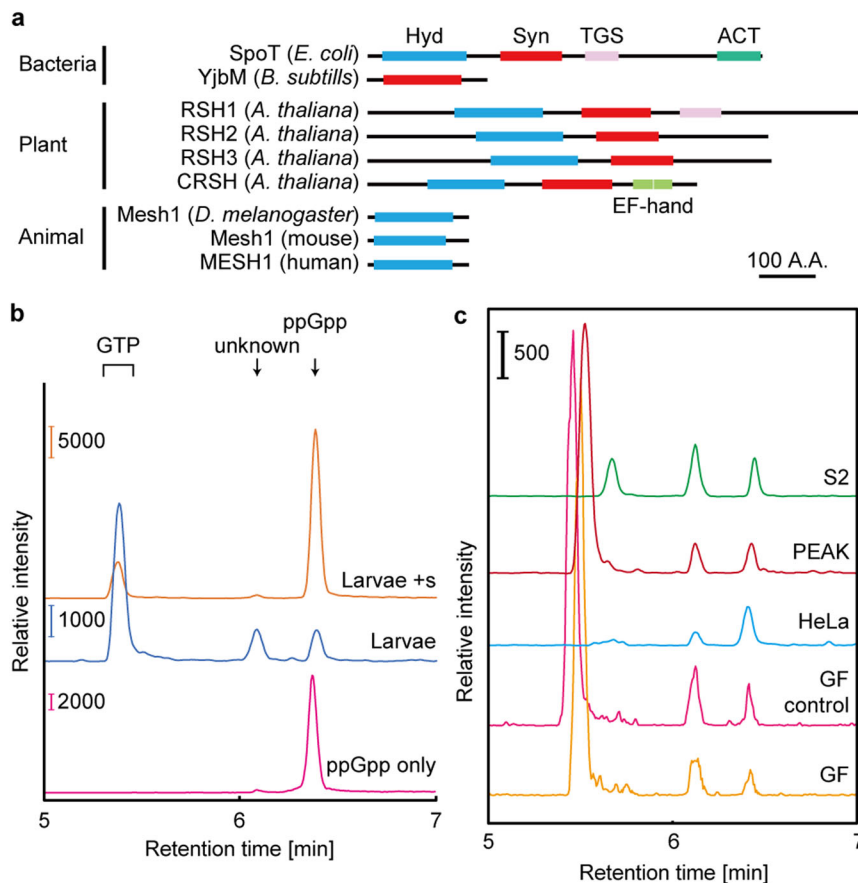 a
Hyd Syn TGS ACT
Bacteria
SpoT (E. coli)
YjbM (B. subtills)
Plant
RSH1 (A. thaliana)
RSH2 (A. thaliana)
RSH3 (A. thaliana)
CRSH (A. thaliana)
EF-hand
Animal
Mesh1 (D. melanogaster)
Mesh1 (mouse)
MESH1 (human)
100 A.A.
b
GTP unknown ppGpp
5000
Larvae +s
1000
Larvae
2000
ppGpp only
Relative intensity
5 6 7
Retention time [min]
c
500
S2
PEAK
HeLa
GF
control
GF
Relative intensity
5 6 7
Retention time [min]